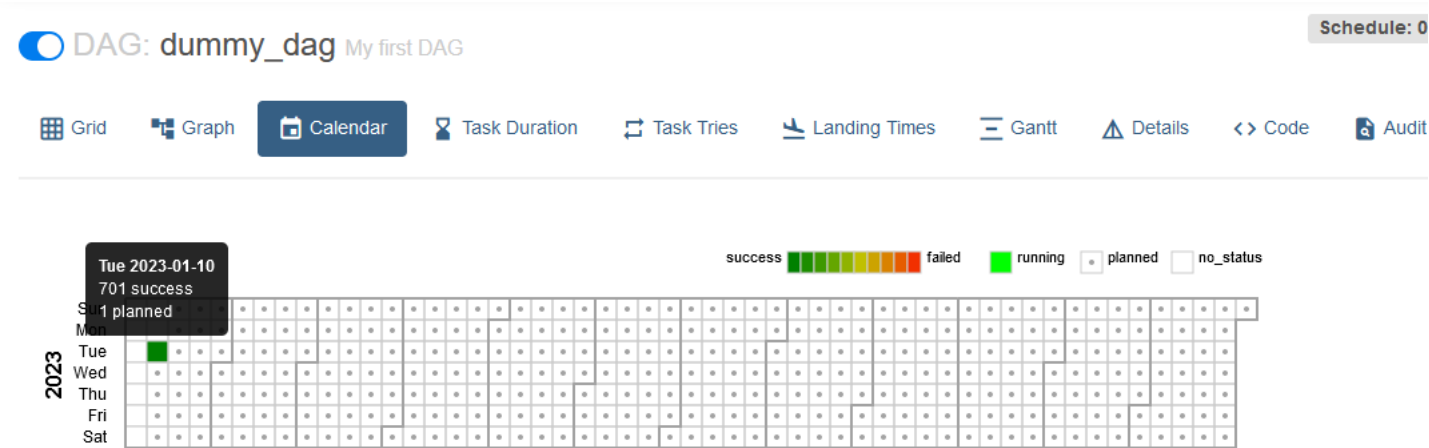 DAG: dummy_dag My first DAG
Schedule: 0
Grid
Graph
Calendar
Task Duration
Task Tries
Landing Times
Gantt
Details
Code
Audit
success
failed
running
planned
no_status
Tue 2023-01-10
701 success
1 planned
2023
Sun
Mon
Tue
Wed
Thu
Fri
Sat